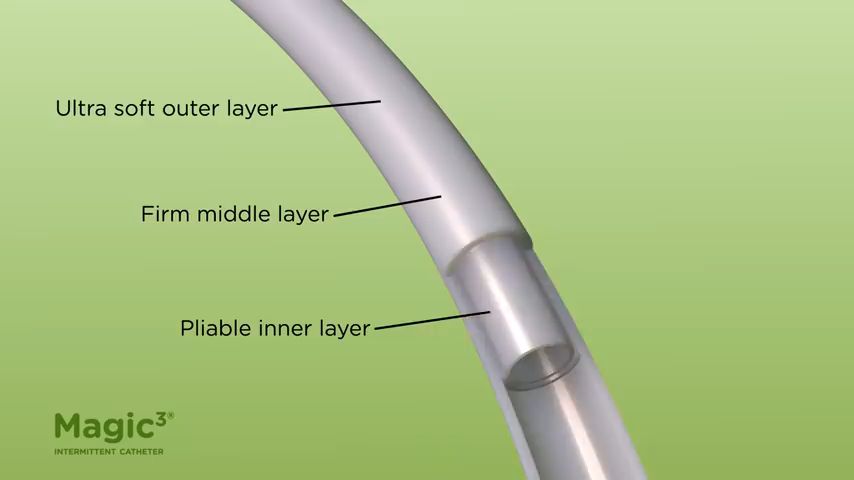 Ultra soft outer layer
Firm middle layer
Pliable inner layer
Magic³®
INTERMITTENT CATHETER